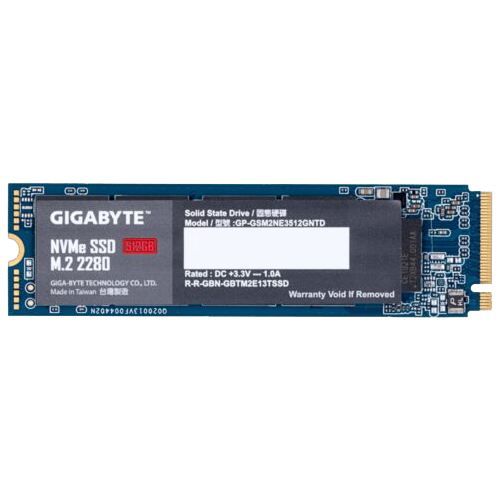 GIGABYTE™
NVMe SSD 512GB
M.2 2280
GIGA-BYTE TECHNOLOGY CO., LTD.
Made in Taiwan 台灣製造
Solid State Drive / 固態硬碟
Model / 型號 :GP-GSM2NE3512GNTD
Rated : DC +3.3V — 1.0A
R-R-GBN-GBTM2E13TSSD
Warranty Void If Removed